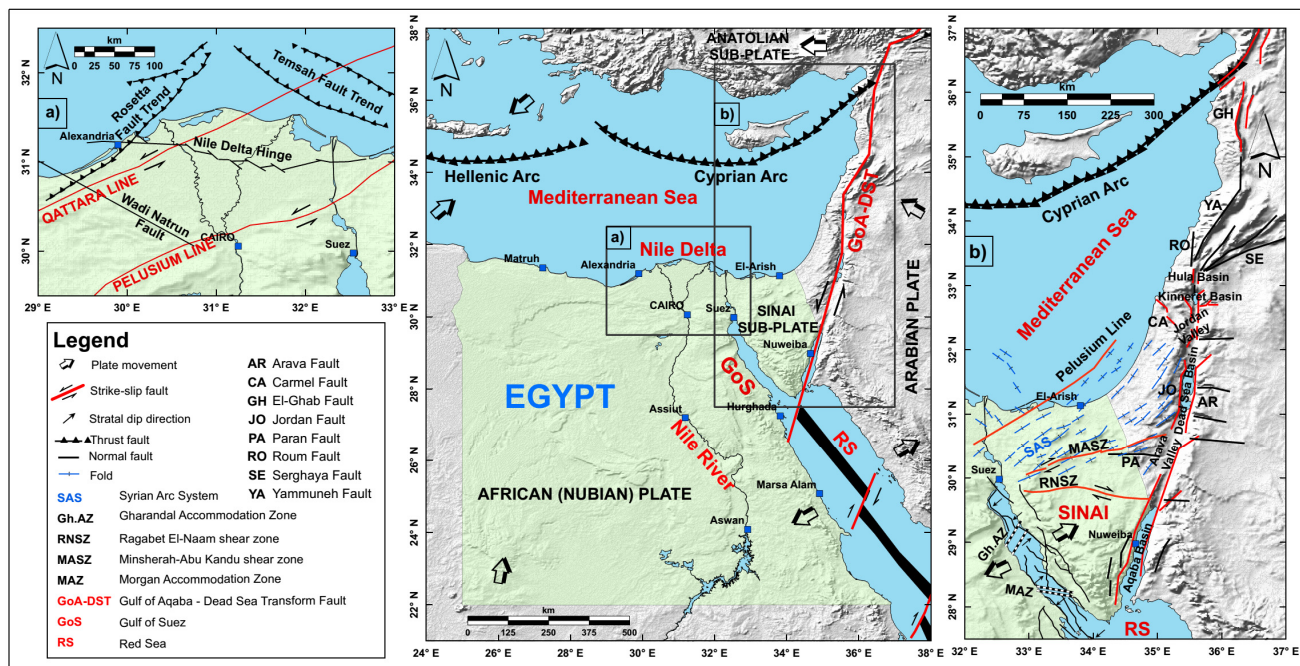 km
0 25 50 75 100
N
a)
32° N
31° N
30° N
29° E 30° E 31° E 32° E 33° E
Rosetta
Fault Trend
Temsah Fault Trend
Alexandria
Nile Delta Hinge
QATTARA LINE
Wadi Natrun
Fault
CAIRO
Suez
PELUSIUM LINE
Legend
Plate movement
Strike-slip fault
Stratal dip direction
Thrust fault
Normal fault
Fold
SAS Syrian Arc System
Gh.AZ Gharandal Accommodation Zone
RNSZ Ragabet El-Naam shear zone
MASZ Minsherah-Abu Kandu shear zone
MAZ Morgan Accommodation Zone
GoA-DST Gulf of Aqaba - Dead Sea Transform Fault
GoS Gulf of Suez
RS Red Sea
AR Arava Fault
CA Carmel Fault
GH El-Ghab Fault
JO Jordan Fault
PA Paran Fault
RO Roum Fault
SE Serghaya Fault
YA Yammuneh Fault
38° N
36° N
34° N
32° N
30° N
28° N
26° N
24° N
22° N
24° E 26° E 28° E 30° E 32° E 34° E 36° E 38° E
N
ANATOLIAN
SUB-PLATE
b)
Hellenic Arc
Cyprian Arc
Mediterranean Sea
GoA-DST
a)
Nile Delta
Matruh
Alexandria
El-Arish
CAIRO
Suez
SINAI
SUB-PLATE
Nuweiba
ARABIAN PLATE
EGYPT
GoS
Hurghada
Assiut
Nile River
RS
Marsa Alam
AFRICAN (NUBIAN) PLATE
Aswan
km
0 125 250 375 500
37° N
36° N
35° N
34° N
33° N
32° N
31° N
30° N
29° N
28° N
32° E 33° E 34° E 35° E 36° E 37° E
km
0 75 150 225 300
N
GH
Cyprian Arc
YA
b)
RO
SE
Mediterranean Sea
Hula Basin
Kinneret Basin
CA
Jordan
Valley
Pelusium Line
El-Arish
JO
Dead Sea Basin
AR
SAS
MASZ
PA
Arava
Valley
Suez
RNSZ
SINAI
Nuweiba
Gh.AZ
Aqaba Basin
MAZ
RS